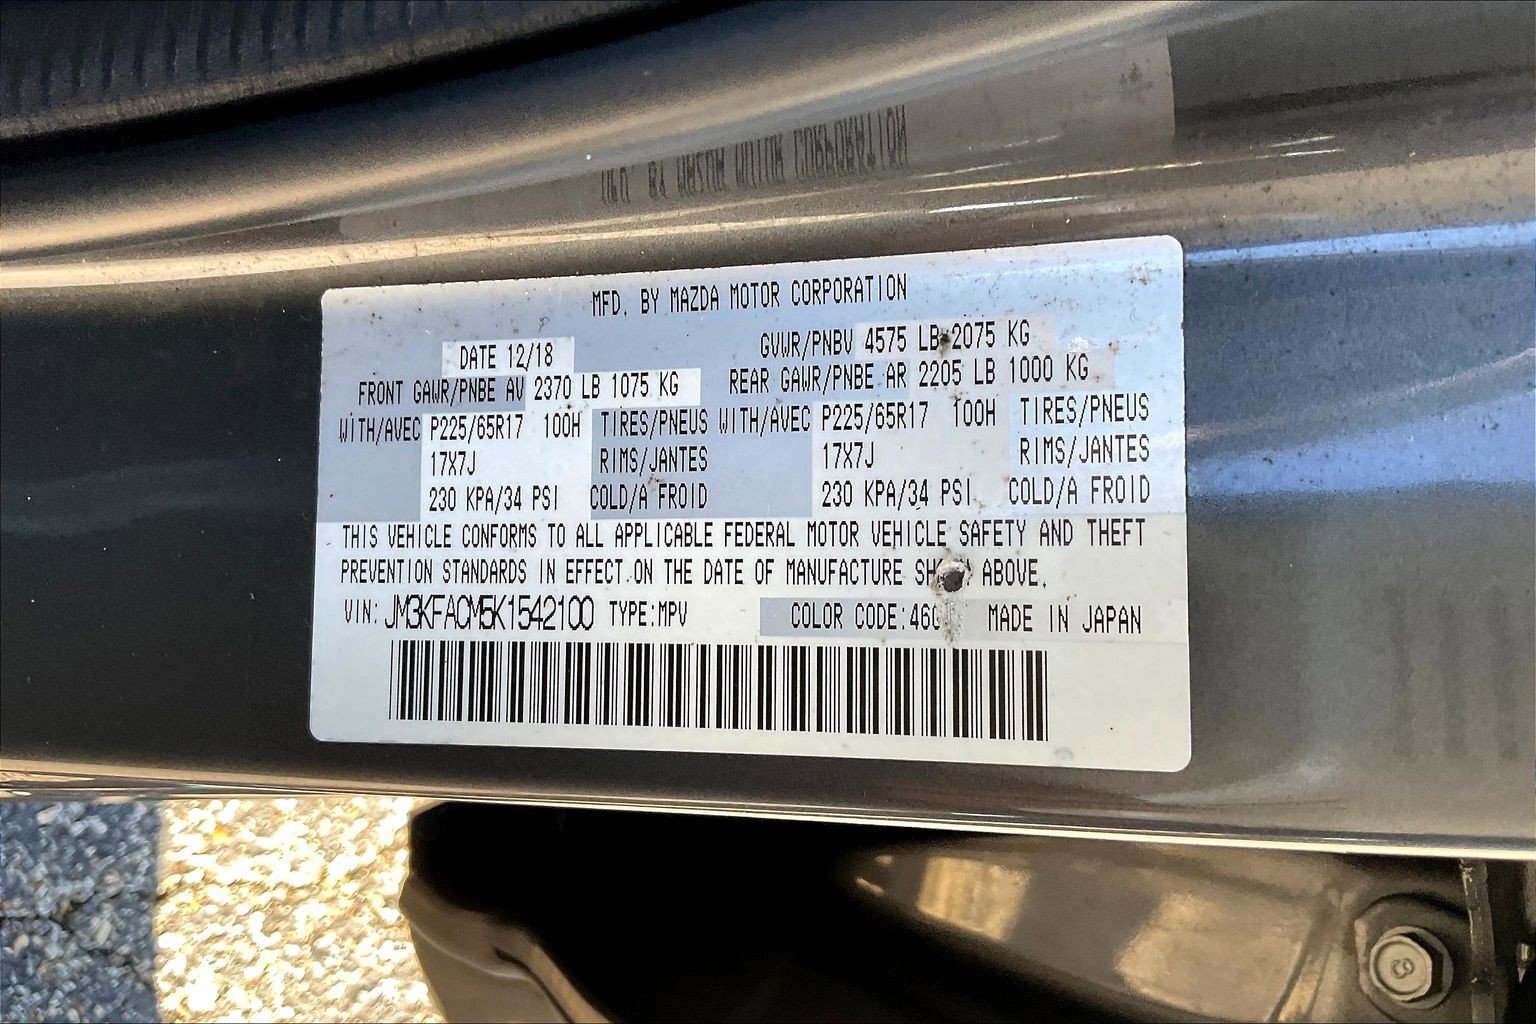 MFD. BY MAZDA MOTOR CORPORATION
DATE 12/18 GVWR/PNBV 4575 LB 2075 KG
FRONT GAWR/PNBE AV 2370 LB 1075 KG REAR GAWR/PNBE AR 2205 LB 1000 KG
WITH/AVEC P225/65R17 100H TIRES/PNEUS WITH/AVEC P225/65R17 100H TIRES/PNEUS
17X7J RIMS/JANTES 17X7J RIMS/JANTES
230 KPA/34 PSI COLD/A FROID 230 KPA/34 PSI COLD/A FROID
THIS VEHICLE CONFORMS TO ALL APPLICABLE FEDERAL MOTOR VEHICLE SAFETY AND THEFT
PREVENTION STANDARDS IN EFFECT ON THE DATE OF MANUFACTURE SHOWN ABOVE.
VIN: JM3KFACM5K1542100 TYPE:MPV COLOR CODE: MADE IN JAPAN
8